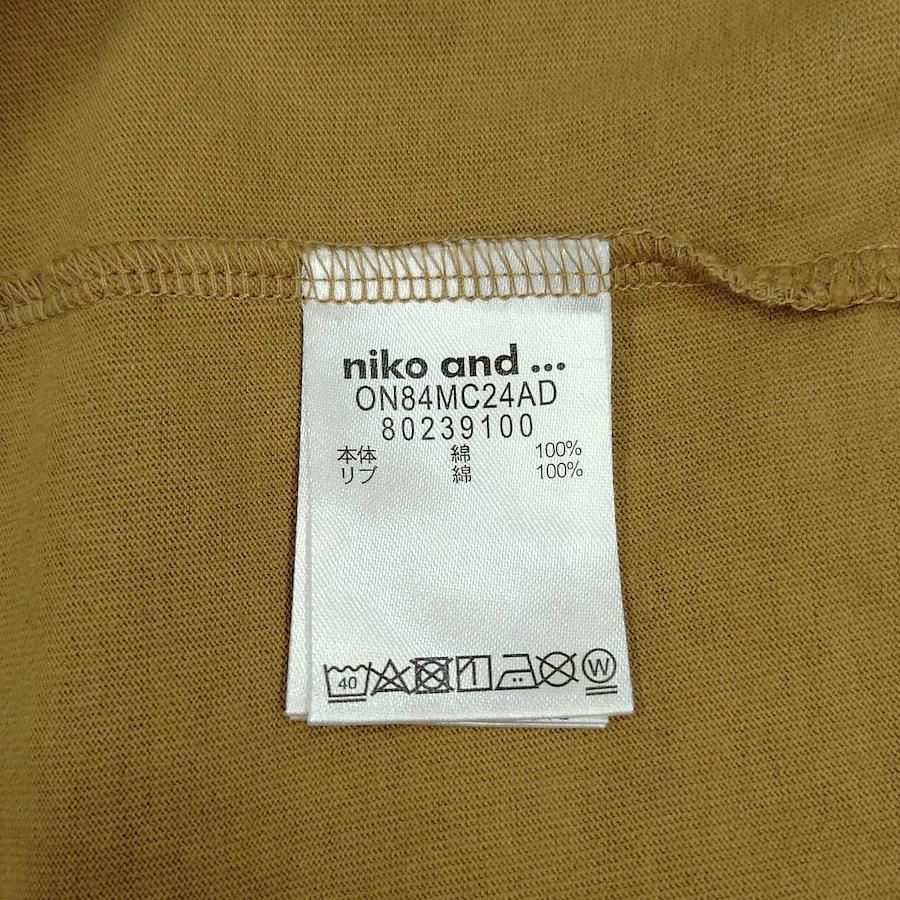 niko and ...
ON84MC24AD
80239100
本体 綿 100%
リブ 綿 100%
40 W